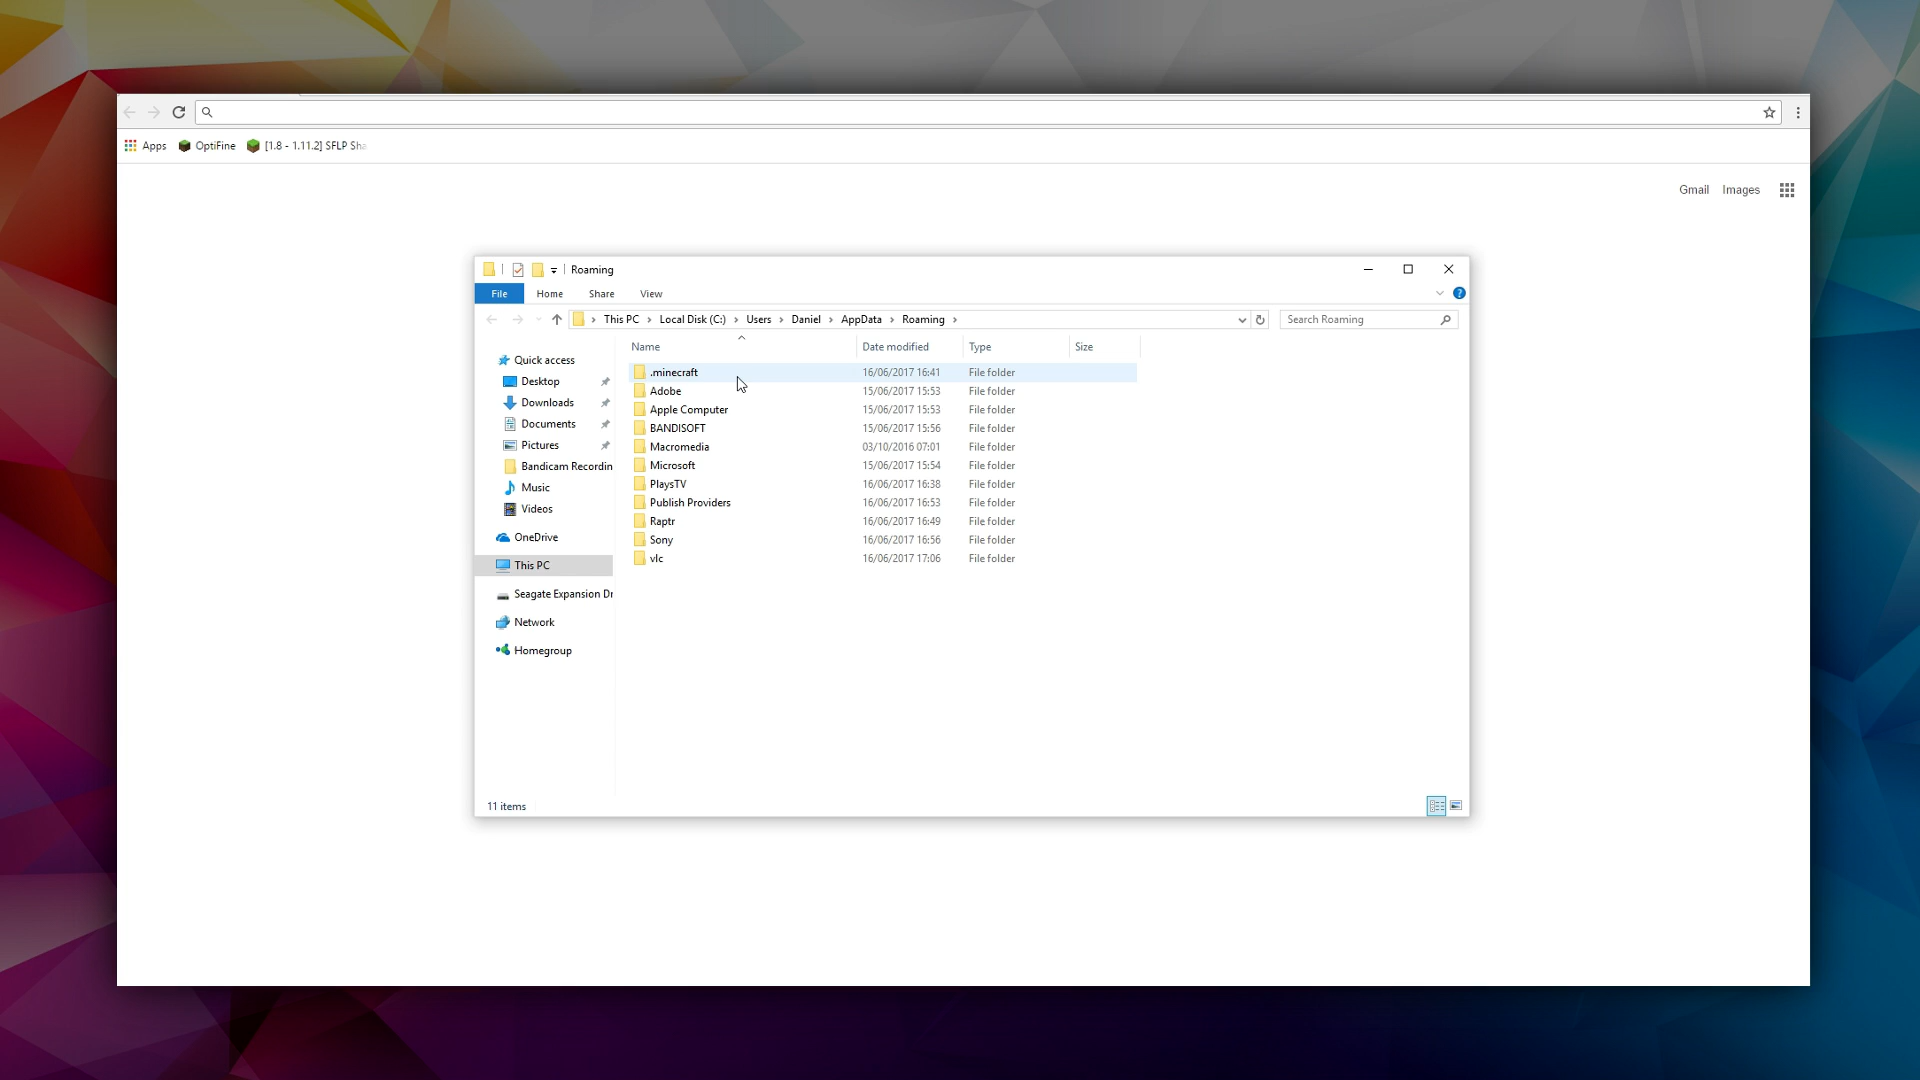 Apps OptiFine [1.8 - 1.11.2] SFLP Sha
Gmail Images
Roaming
File Home Share View
This PC Local Disk (C:) Users Daniel AppData Roaming Search Roaming
Name Date modified Type Size
Quick access
Desktop
Downloads
Documents
Pictures
Bandicam Recordin
Music
Videos
OneDrive
This PC
Seagate Expansion Dr
Network
Homegroup
.minecraft 16/06/2017 16:41 File folder
Adobe 15/06/2017 15:53 File folder
Apple Computer 15/06/2017 15:53 File folder
BANDISOFT 15/06/2017 15:56 File folder
Macromedia 03/10/2016 07:01 File folder
Microsoft 15/06/2017 15:54 File folder
PlaysTV 16/06/2017 16:38 File folder
Publish Providers 16/06/2017 16:53 File folder
Raptr 16/06/2017 16:49 File folder
Sony 16/06/2017 16:56 File folder
vlc 16/06/2017 17:06 File folder
11 items